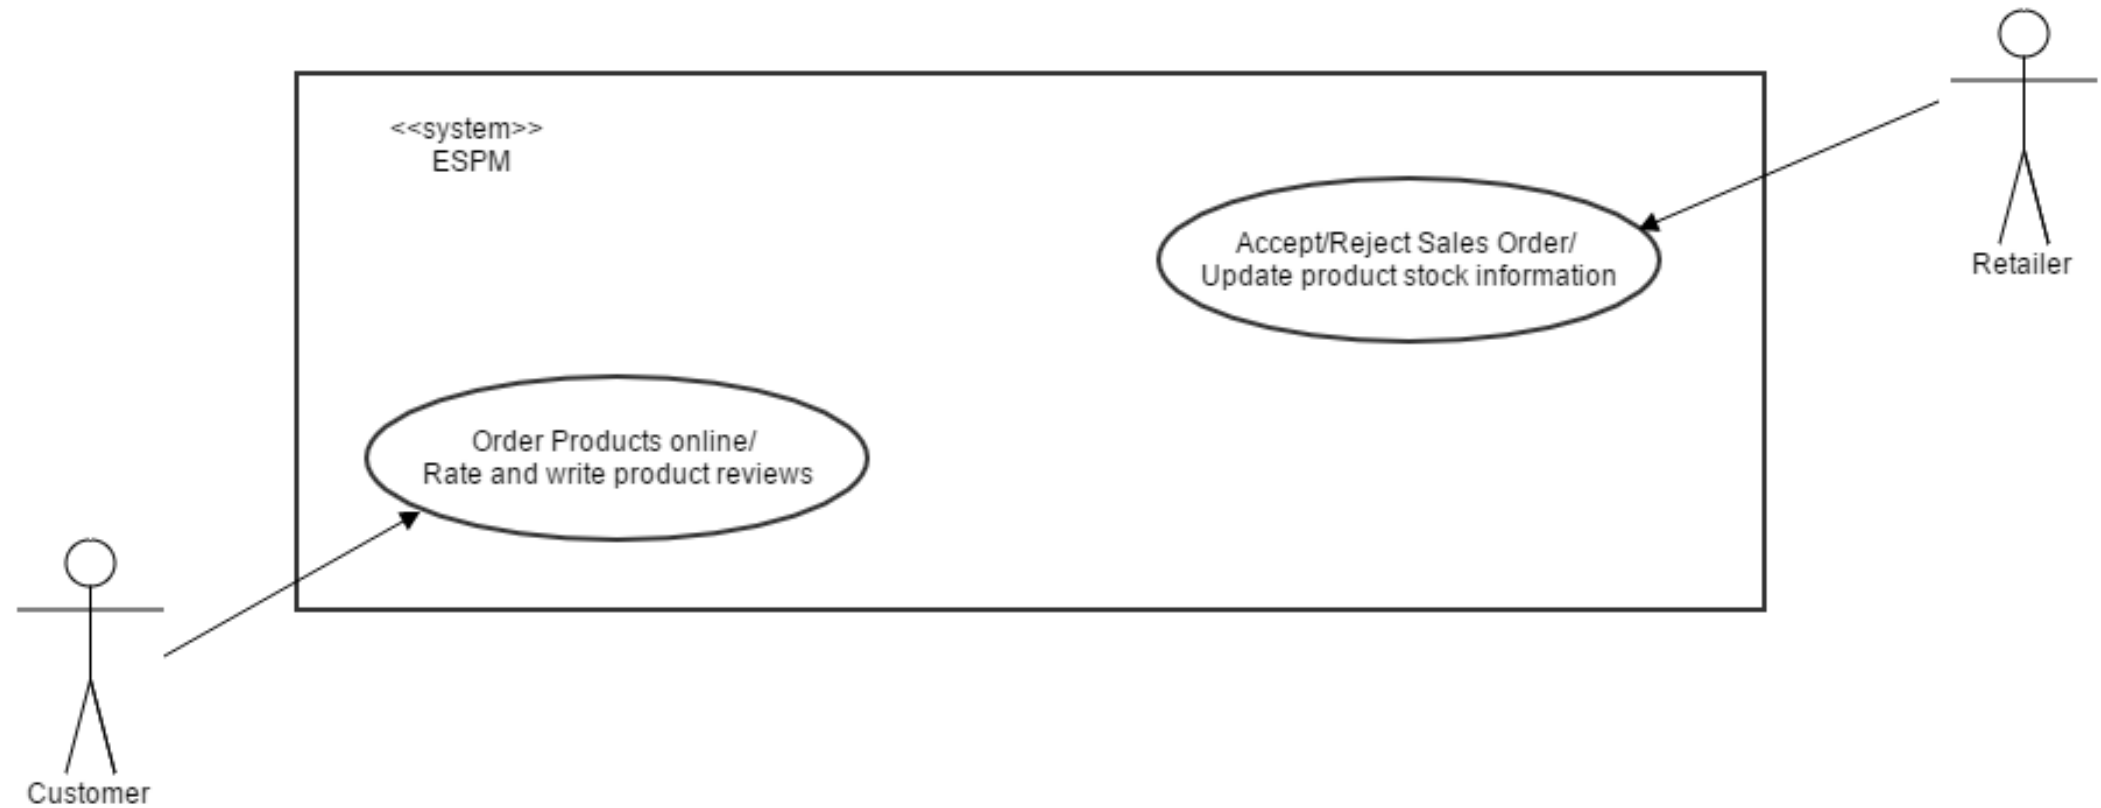 <<system>>
ESPM
Accept/Reject Sales Order/
Update product stock information
Retailer
Order Products online/
Rate and write product reviews
Customer